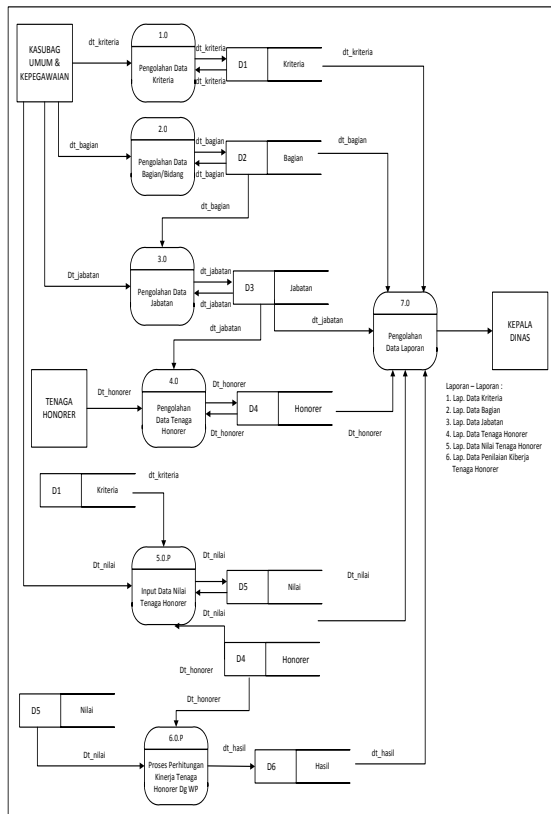 KASUBAG
UMUM &
KEPEGAWAIAN
dt_kriteria
1.0
Pengolahan Data
Kriteria
dt_kriteria
dt_kriteria
D1
Kriteria
dt_kriteria
2.0
Pengolahan Data
Bagian/Bidang
dt_bagian
dt_bagian
dt_bagian
D2
Bagian
dt_bagian
dt_bagian
3.0
Pengolahan Data
Jabatan
Dt_jabatan
dt_jabatan
dt_jabatan
D3
Jabatan
dt_jabatan
dt_jabatan
7.0
Pengolahan
Data Laporan
KEPALA
DINAS
TENAGA
HONORER
Dt_honorer
4.0
Pengolahan
Data Tenaga
Honorer
Dt_honorer
Dt_honorer
D4
Honorer
Dt_honorer
Laporan – Laporan :
1. Lap. Data Kriteria
2. Lap. Data Bagian
3. Lap. Data Jabatan
4. Lap. Data Tenaga Honorer
5. Lap. Data Nilai Tenaga Honorer
6. Lap. Data Penilaian Kiberja
Tenaga Honorer
D1
Kriteria
dt_kriteria
5.0.P
Input Data Nilai
Tenaga Honorer
Dt_nilai
Dt_nilai
Dt_nilai
D5
Nilai
Dt_nilai
D4
Honorer
Dt_honorer
Dt_honorer
D5
Nilai
Dt_nilai
6.0.P
Proses Perhitungan
Kinerja Tenaga
Honorer Dg WP
dt_hasil
D6
Hasil
dt_hasil